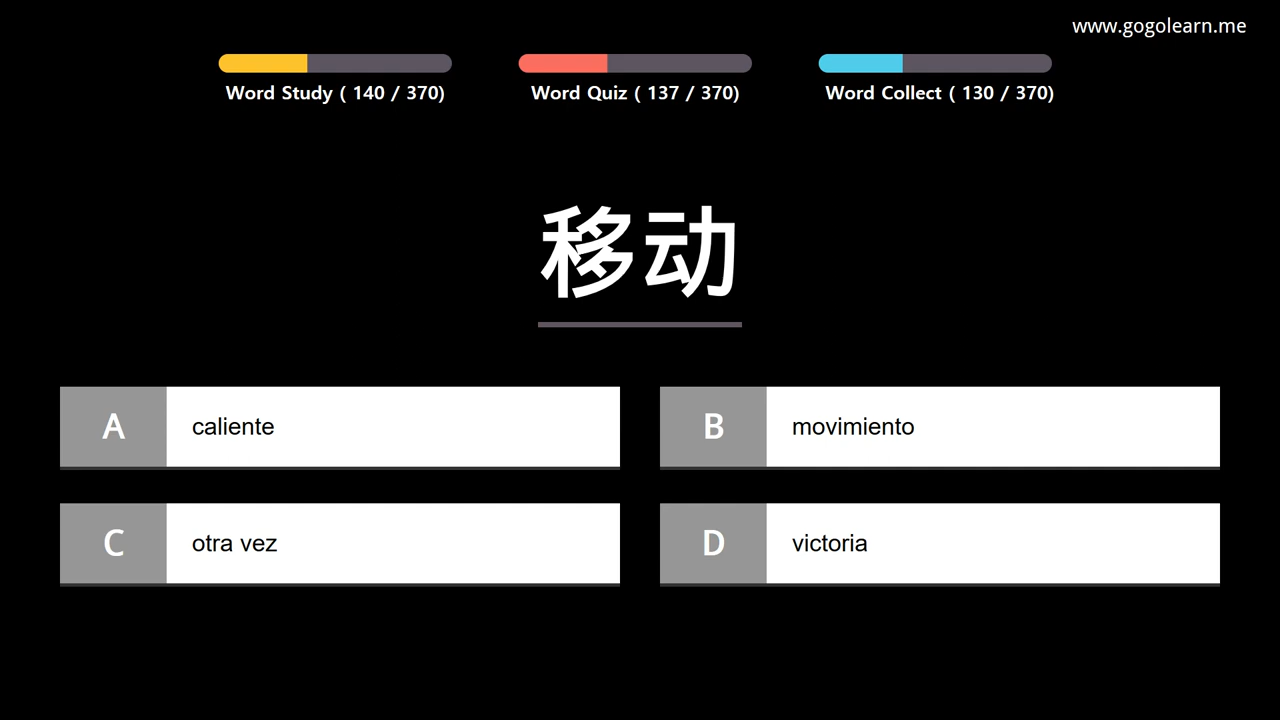 www.gogolearn.me
Word Study ( 140 / 370)
Word Quiz ( 137 / 370)
Word Collect ( 130 / 370)
移动
A caliente
B movimiento
C otra vez
D victoria